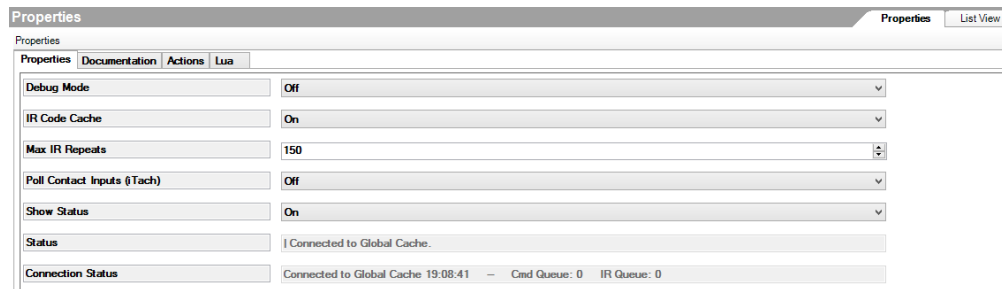 Properties Properties List View
Properties
Properties Documentation Actions Lua
Debug Mode Off
IR Code Cache On
Max IR Repeats 150
Poll Contact Inputs (iTach) Off
Show Status On
Status | Connected to Global Cache.
Connection Status Connected to Global Cache 19:08:41 – Cmd Queue: 0 IR Queue: 0